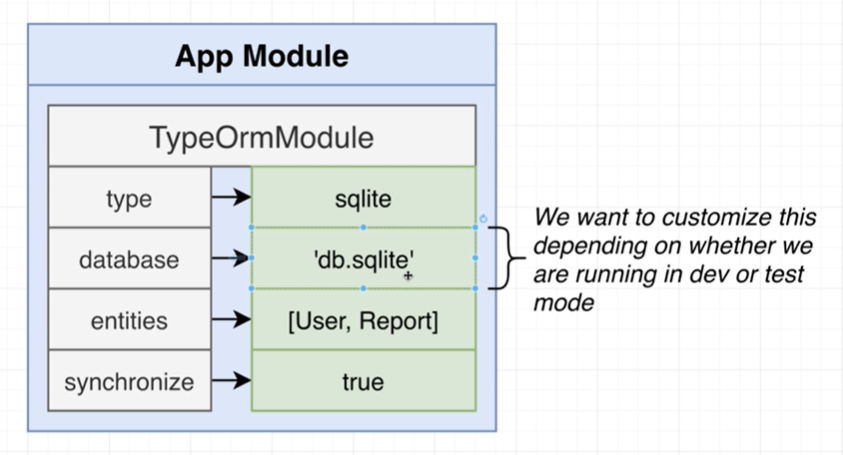 App Module
TypeOrmModule
type
sqlite
database
'db.sqlite'
entities
[User, Report]
synchronize
true
We want to customize this
depending on whether we
are running in dev or test
mode